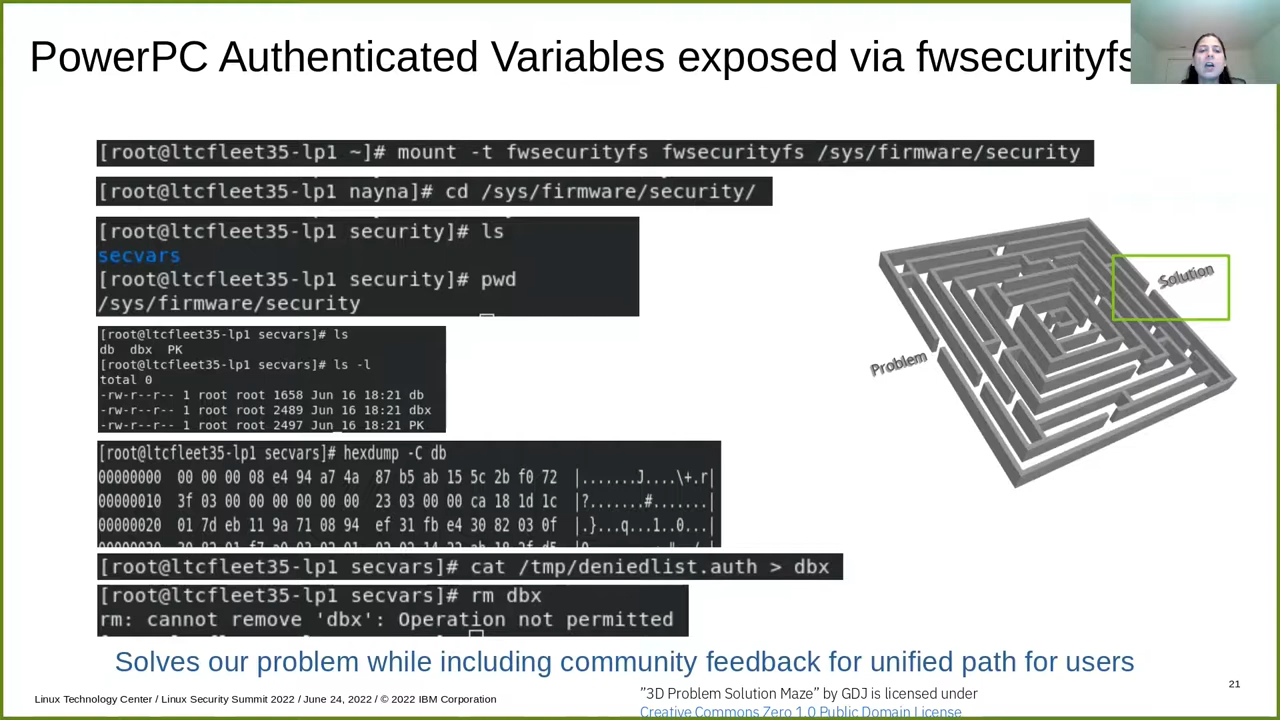 PowerPC Authenticated Variables exposed via fwsecurityfs
[root@ltcfleet35-lp1 ~]# mount -t fwsecurityfs fwsecurityfs /sys/firmware/security
[root@ltcfleet35-lp1 nayna]# cd /sys/firmware/security/
[root@ltcfleet35-lp1 security]# ls
secvars
[root@ltcfleet35-lp1 security]# pwd
/sys/firmware/security
[root@ltcfleet35-lp1 secvars]# ls
db dbx PK
[root@ltcfleet35-lp1 secvars]# ls -l
total 0
-rw-r--r-- 1 root root 1658 Jun 16 18:21 db
-rw-r--r-- 1 root root 2489 Jun 16 18:21 dbx
-rw-r--r-- 1 root root 2497 Jun 16 18:21 PK
[root@ltcfleet35-lp1 secvars]# hexdump -C db
00000000 00 00 00 08 e4 94 a7 4a 87 b5 ab 15 5c 2b f0 72 |.......J....\+.r|
00000010 3f 03 00 00 00 00 00 00 23 03 00 00 ca 18 1d 1c |?.......#.......|
00000020 01 7d eb 11 9a 71 08 94 ef 31 fb e4 30 82 03 0f |.}...q...1..0...|
[root@ltcfleet35-lp1 secvars]# cat /tmp/deniedlist.auth > dbx
[root@ltcfleet35-lp1 secvars]# rm dbx
rm: cannot remove 'dbx': Operation not permitted
Solution
Problem
Solves our problem while including community feedback for unified path for users
Linux Technology Center / Linux Security Summit 2022 / June 24, 2022 / © 2022 IBM Corporation
"3D Problem Solution Maze" by GDJ is licensed under
Creative Commons Zero 1.0 Public Domain License
21